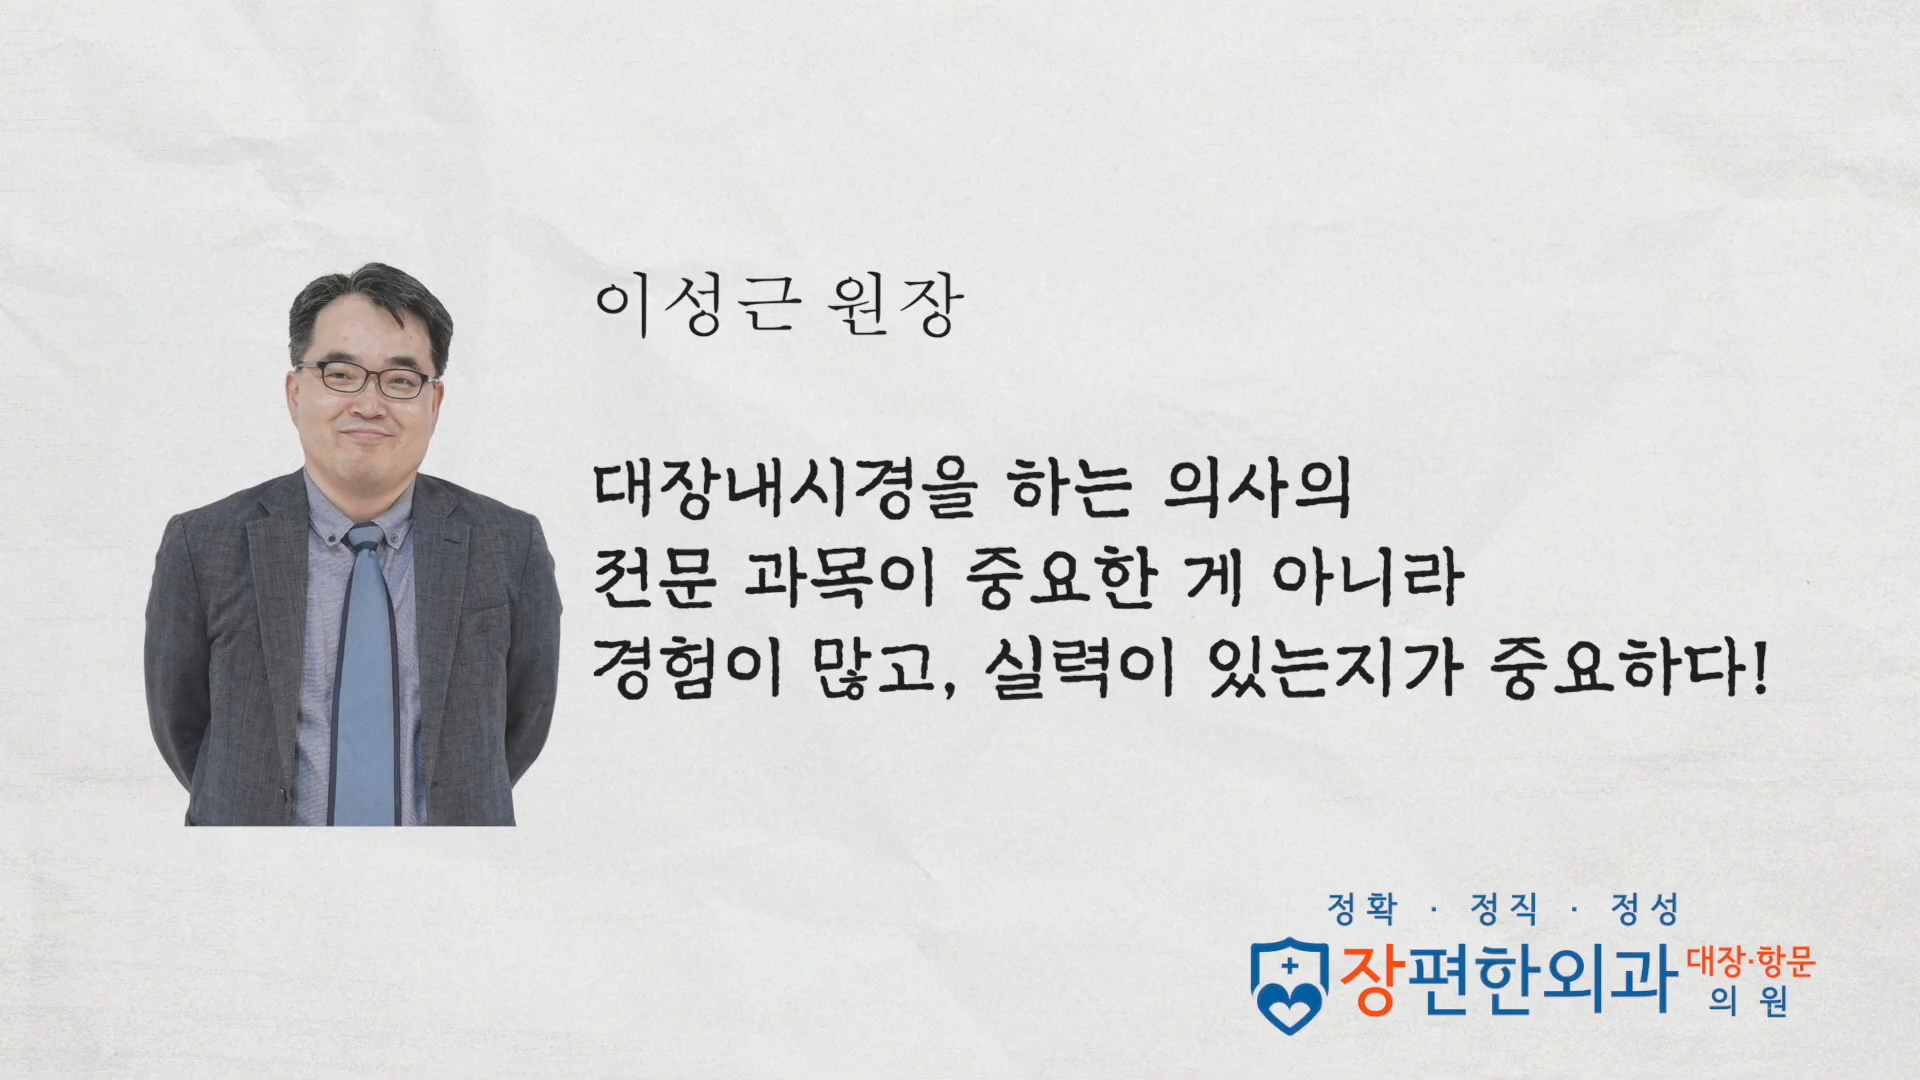 이성근 원장
대장내시경을 하는 의사의
전문 과목이 중요한 게 아니라
경험이 많고, 실력이 있는지가 중요하다!
정확 · 정직 · 정성
장편한외과 대장·항문
의원